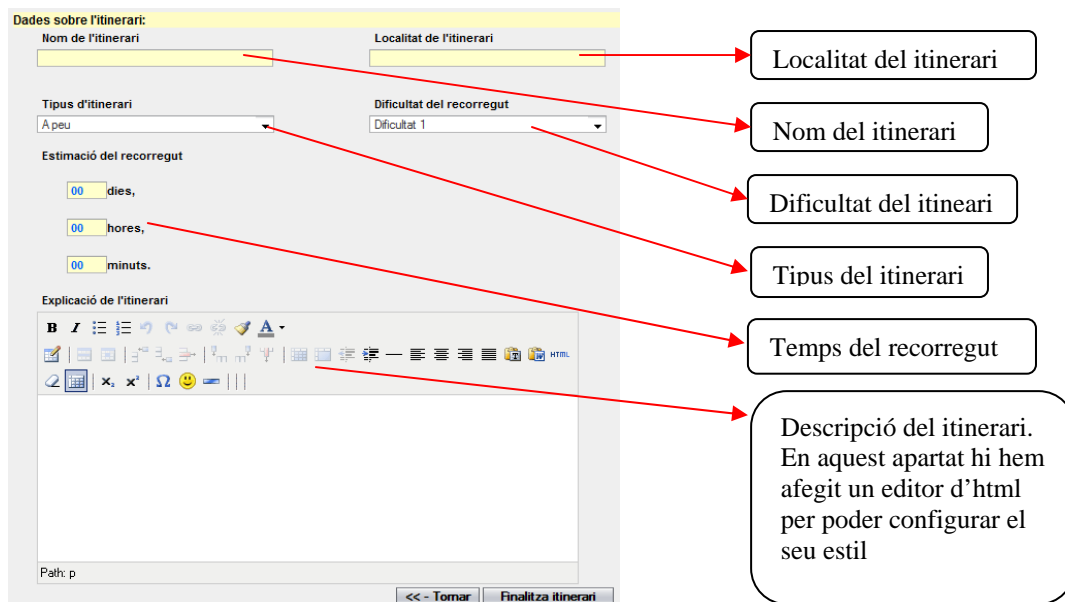 Dades sobre l'itinerari:
Nom de l'itinerari
Localitat de l'itinerari
Tipus d'itinerari
Dificultat del recorregut
A peu
Dificultat 1
Estimació del recorregut
00 dies,
00 hores,
00 minuts.
Explicació de l'itinerari
B I A
HTML
x₂ x² Ω
Path: p
<< - Tornar
Finalitza itinerari
Localitat del itinerari
Nom del itinerari
Dificultat del itineari
Tipus del itinerari
Temps del recorregut
Descripció del itinerari.
En aquest apartat hi hem
afegit un editor d’html
per poder configurar el
seu estil